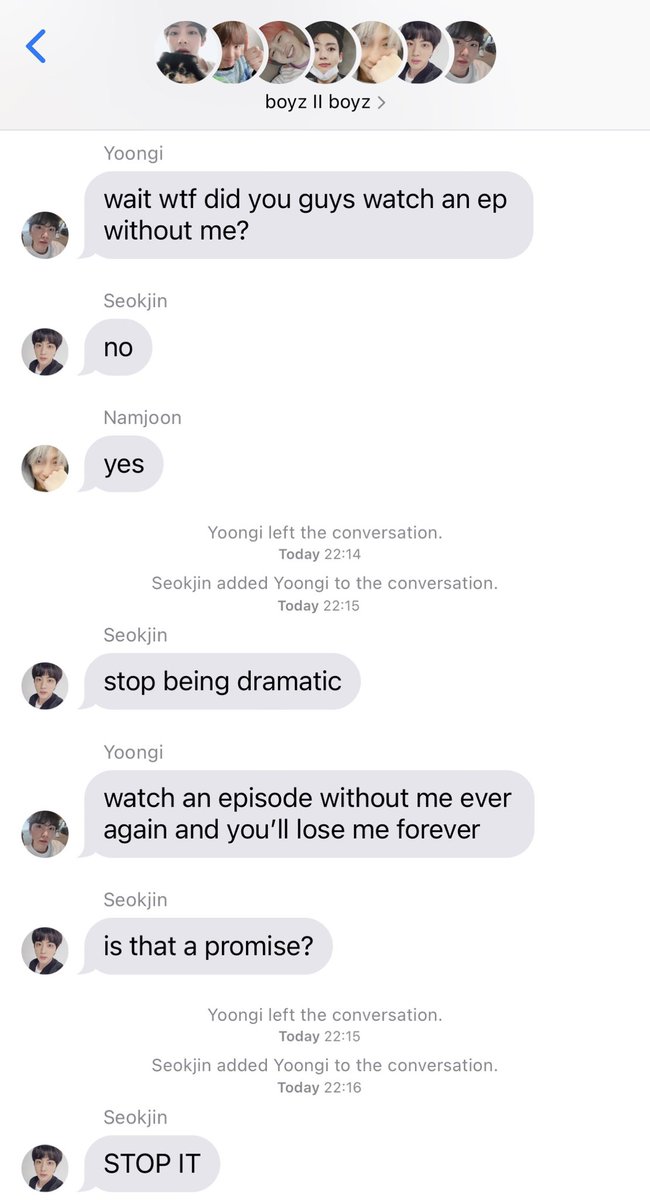 boyz II boyz >
Yoongi
wait wtf did you guys watch an ep
without me?
Seokjin
no
Namjoon
yes
Yoongi left the conversation.
Today 22:14
Seokjin added Yoongi to the conversation.
Today 22:15
Seokjin
stop being dramatic
Yoongi
watch an episode without me ever
again and you’ll lose me forever
Seokjin
is that a promise?
Yoongi left the conversation.
Today 22:15
Seokjin added Yoongi to the conversation.
Today 22:16
Seokjin
STOP IT